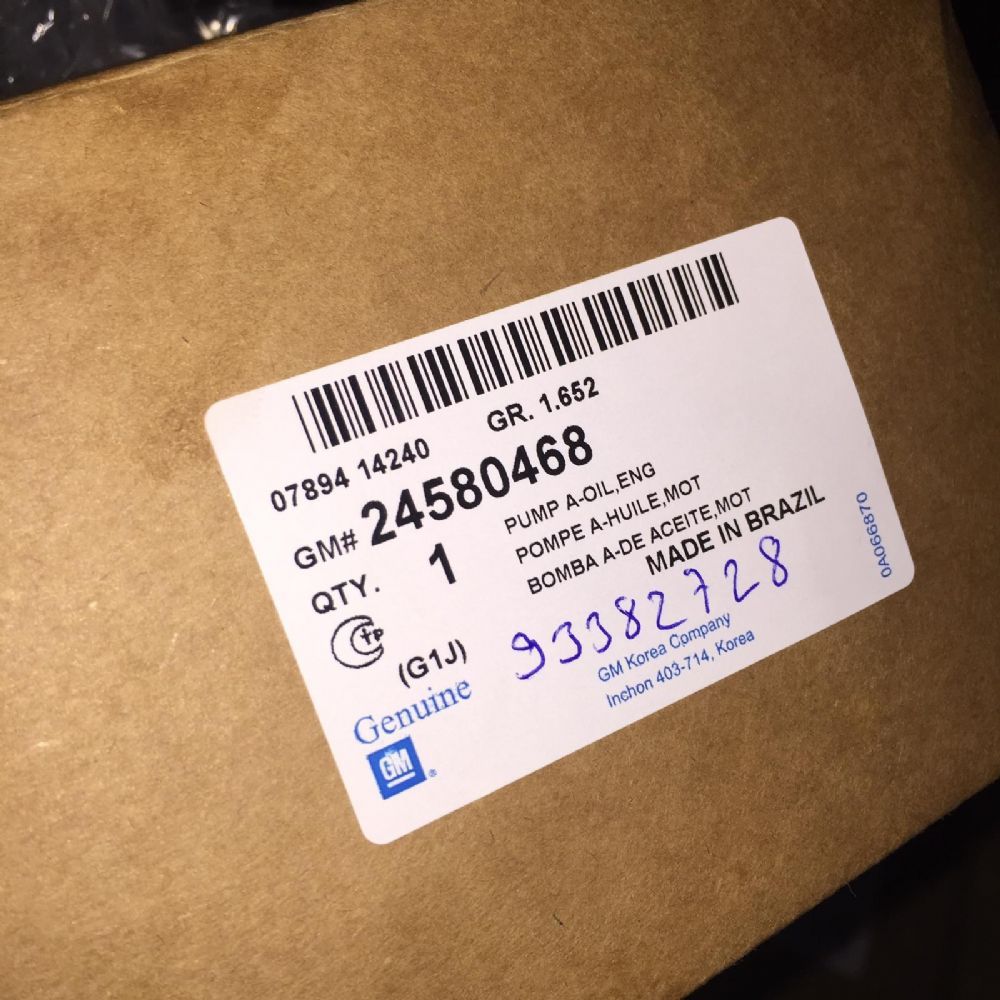 07894 14240 GR. 1.652
GM# 24580468
QTY. 1
PUMP A-OIL,ENG
POMPE A-HUILE,MOT
BOMBA A-DE ACEITE,MOT
MADE IN BRAZIL
93382728
(G1J)
GM Korea Company
Inchon 403-714, Korea
Genuine
GM
0A066870